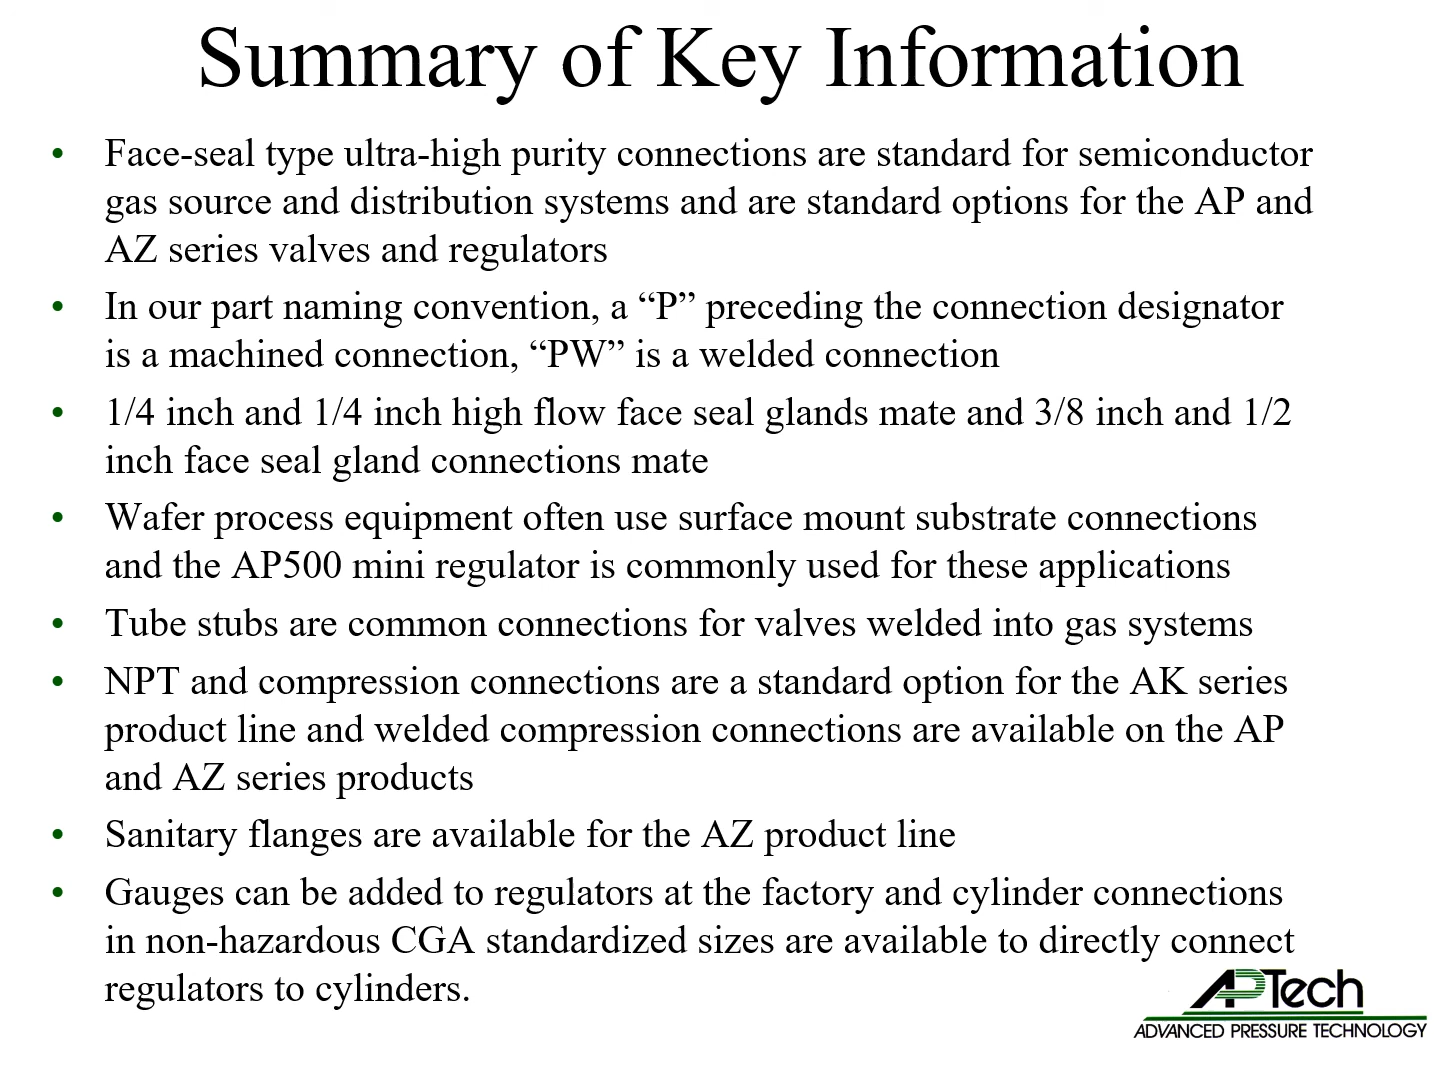 Summary of Key Information
• Face-seal type ultra-high purity connections are standard for semiconductor
gas source and distribution systems and are standard options for the AP and
AZ series valves and regulators
• In our part naming convention, a “P” preceding the connection designator
is a machined connection, “PW” is a welded connection
• 1/4 inch and 1/4 inch high flow face seal glands mate and 3/8 inch and 1/2
inch face seal gland connections mate
• Wafer process equipment often use surface mount substrate connections
and the AP500 mini regulator is commonly used for these applications
• Tube stubs are common connections for valves welded into gas systems
• NPT and compression connections are a standard option for the AK series
product line and welded compression connections are available on the AP
and AZ series products
• Sanitary flanges are available for the AZ product line
• Gauges can be added to regulators at the factory and cylinder connections
in non-hazardous CGA standardized sizes are available to directly connect
regulators to cylinders.
APTech
ADVANCED PRESSURE TECHNOLOGY